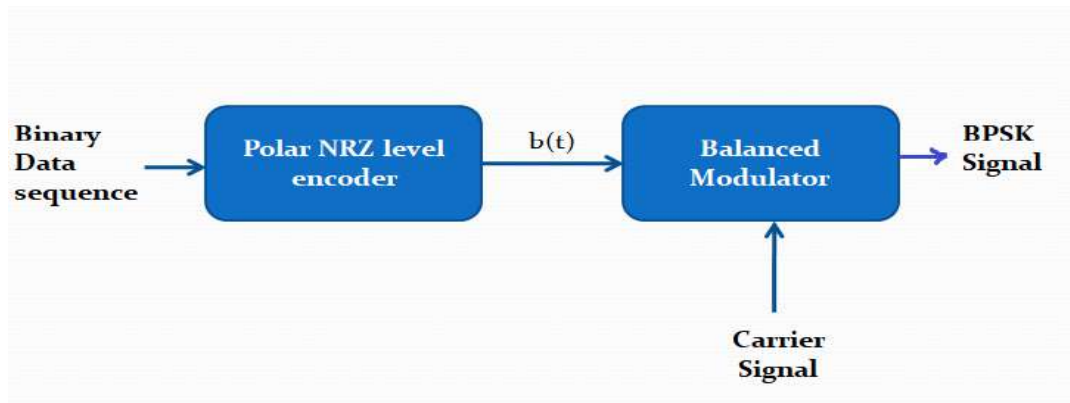 Binary
Data
sequence
Polar NRZ level
encoder
b(t)
Balanced
Modulator
BPSK
Signal
Carrier
Signal